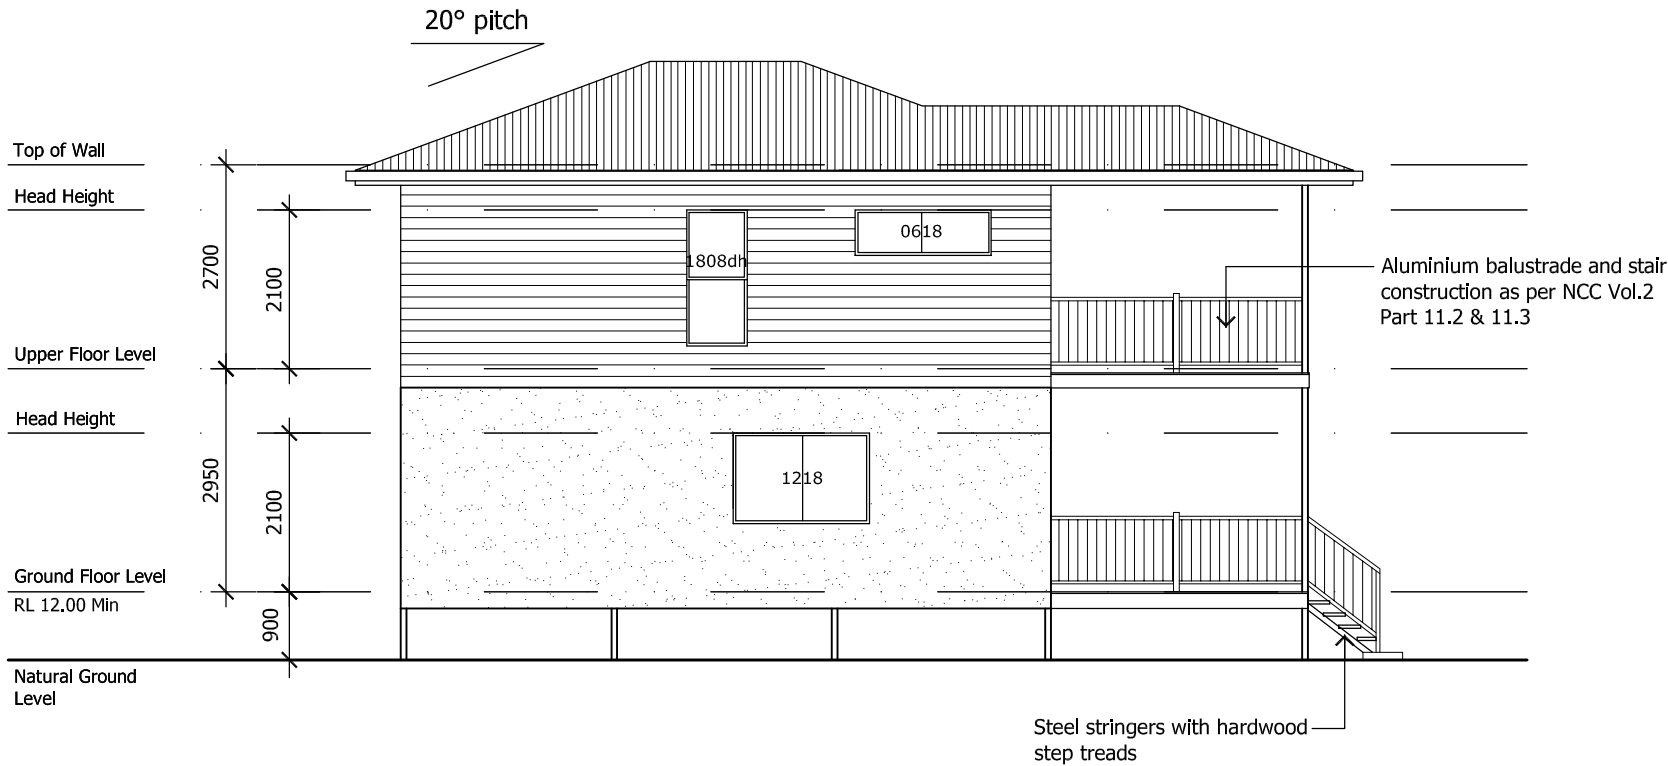 20° pitch
Top of Wall
Head Height
2700
2100
1808dh
0618
Aluminium balustrade and stair
construction as per NCC Vol.2
Part 11.2 & 11.3
Upper Floor Level
Head Height
2950
2100
1218
Ground Floor Level
RL 12.00 Min
900
Natural Ground
Level
Steel stringers with hardwood
step treads